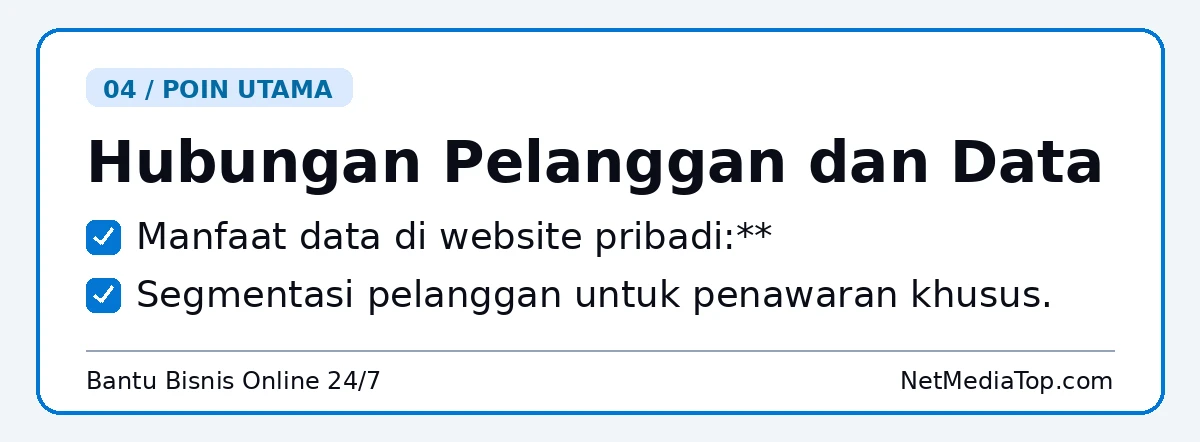 04 / POIN UTAMA
Hubungan Pelanggan dan Data
Manfaat data di website pribadi:**
Segmentasi pelanggan untuk penawaran khusus.
Bantu Bisnis Online 24/7
NetMediaTop.com